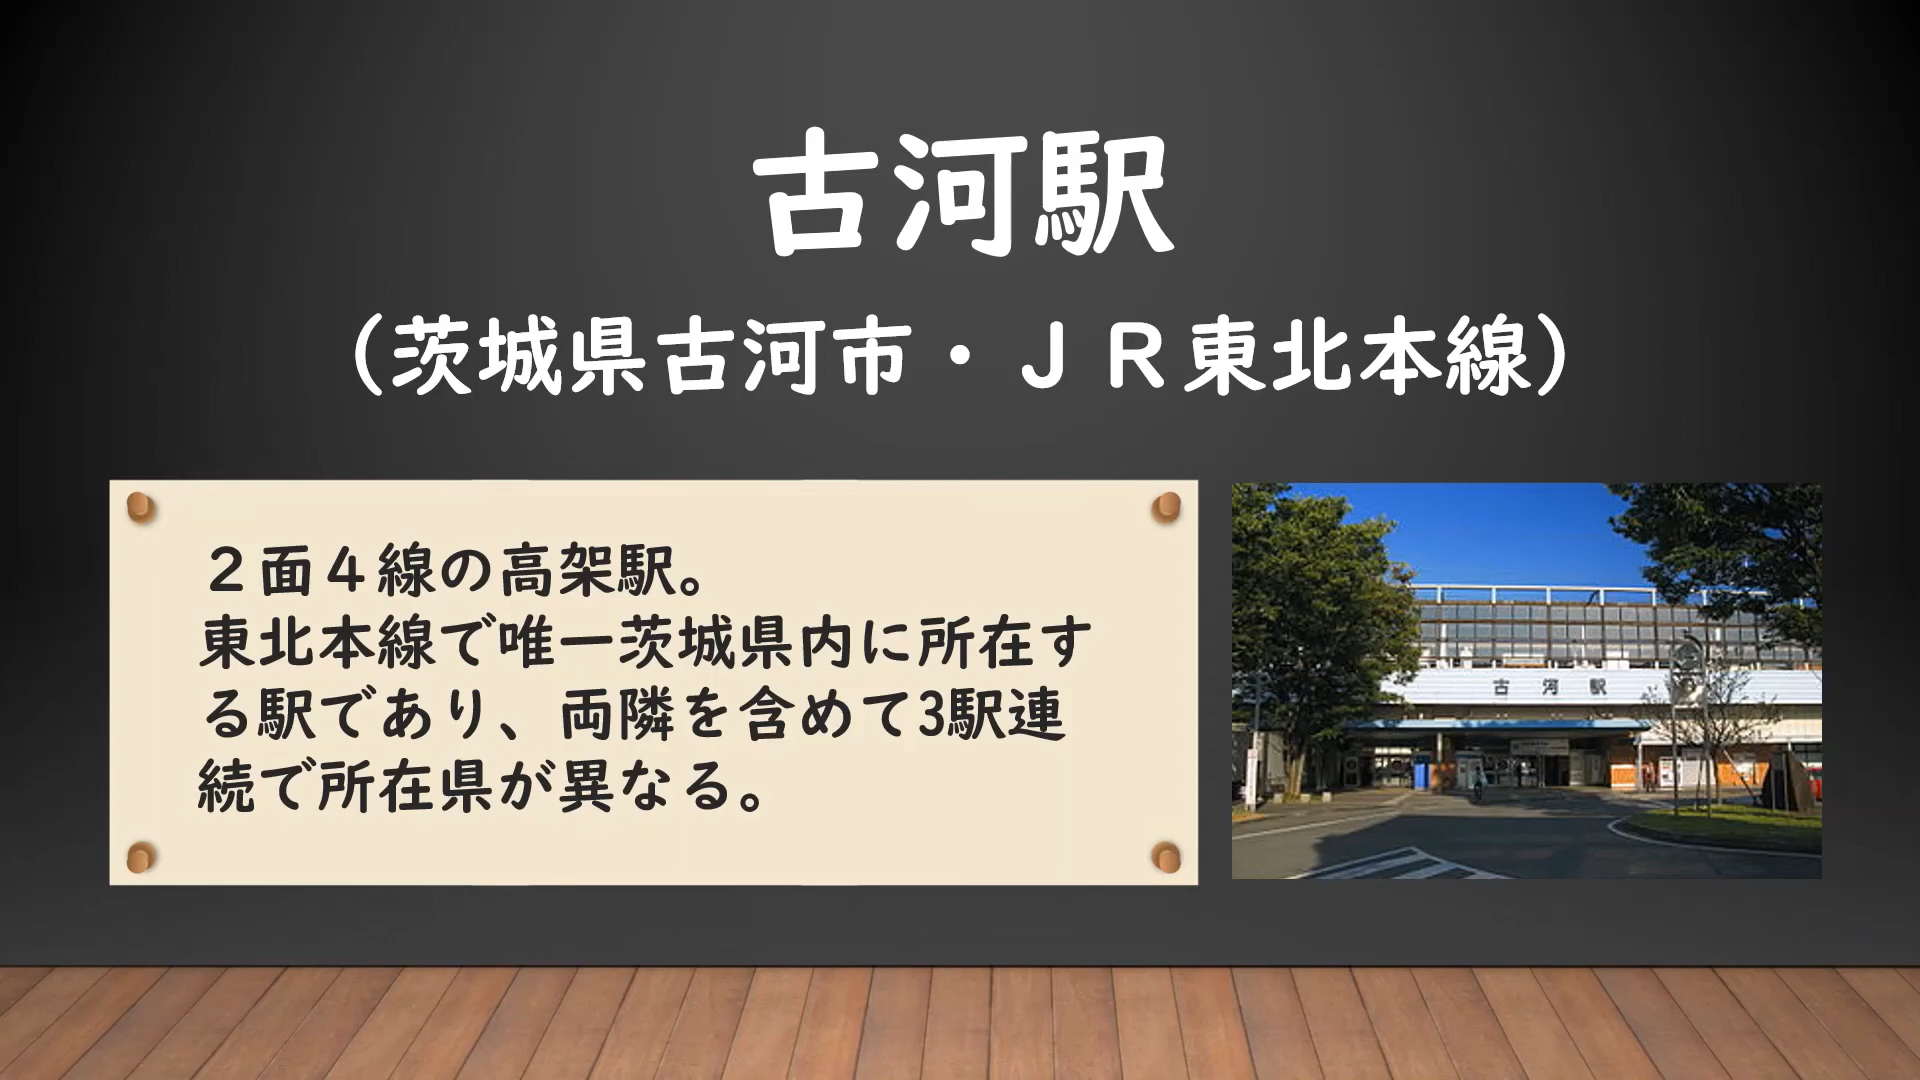 古河駅
（茨城県古河市・ＪＲ東北本線）
２面４線の高架駅。
東北本線で唯一茨城県内に所在す
る駅であり、両隣を含めて3駅連
続で所在県が異なる。
古河駅